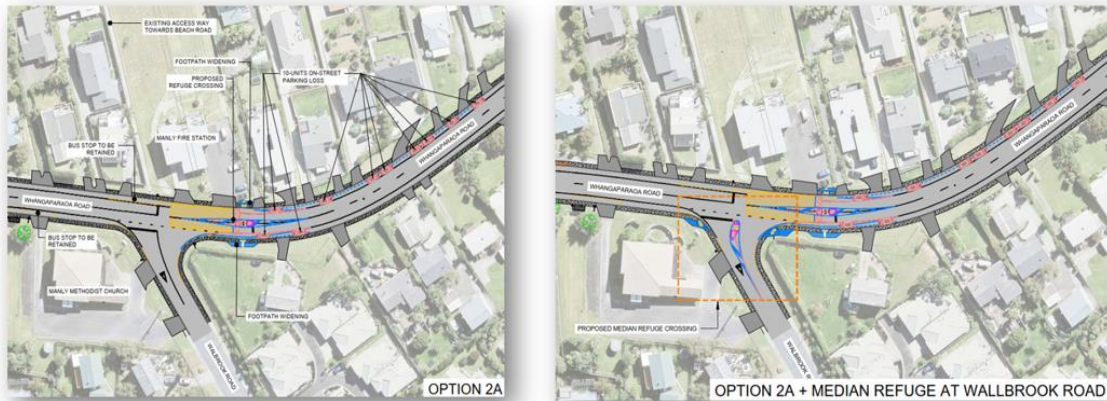 EXISTING ACCESS WAY
TOWARDS BEACH ROAD
FOOTPATH WIDENING
PROPOSED
REFUGE CROSSING
10-UNITS ON-STREET
PARKING LOSS
MANLY FIRE STATION
BUS STOP TO BE
RETAINED
WHANGAPARAOA ROAD
WHANGAPARAOA ROAD
BUS STOP TO BE
RETAINED
MANLY METHODIST CHURCH
FOOTPATH WIDENING
WALBROOK ROAD
OPTION 2A
WHANGAPARAOA ROAD
WHANGAPARAOA ROAD
PROPOSED MEDIAN REFUGE CROSSING
WALBROOK
OPTION 2A + MEDIAN REFUGE AT WALLBROOK ROAD